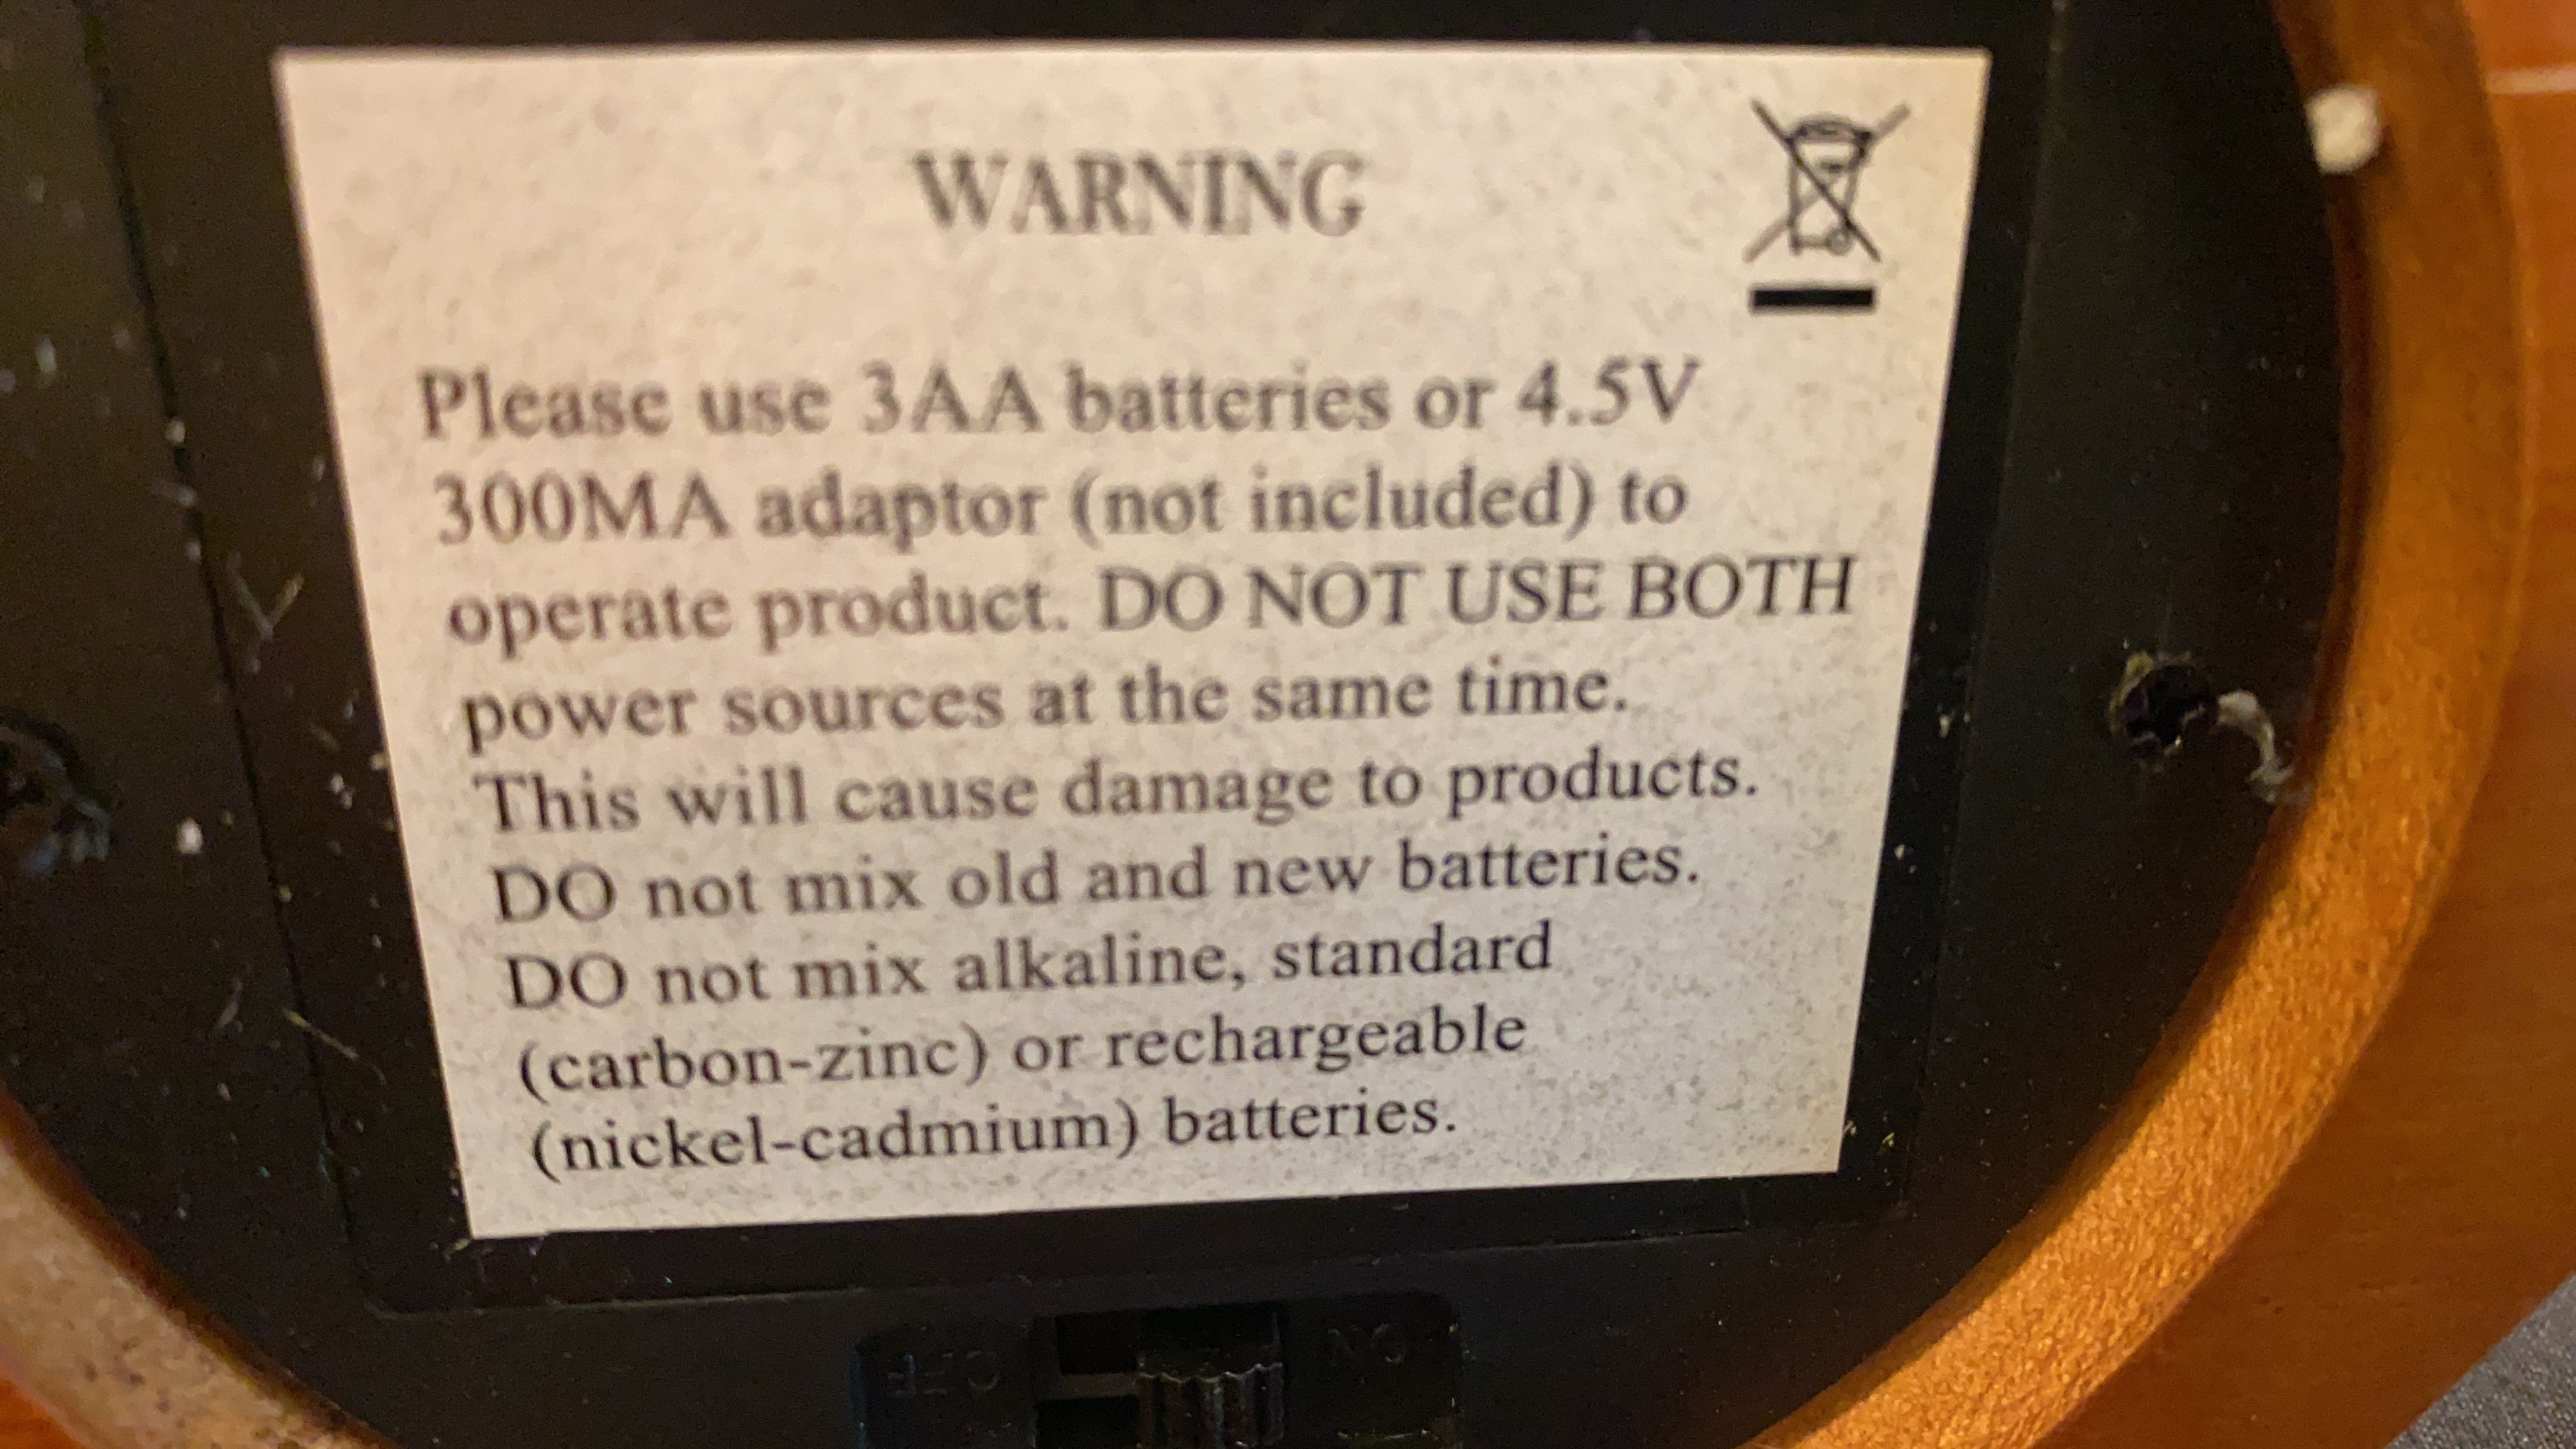 WARNING
Please use 3AA batteries or 4.5V
300MA adaptor (not included) to
operate product. DO NOT USE BOTH
power sources at the same time.
This will cause damage to products.
DO not mix old and new batteries.
DO not mix alkaline, standard
(carbon-zinc) or rechargeable
(nickel-cadmium) batteries.
OFF ON